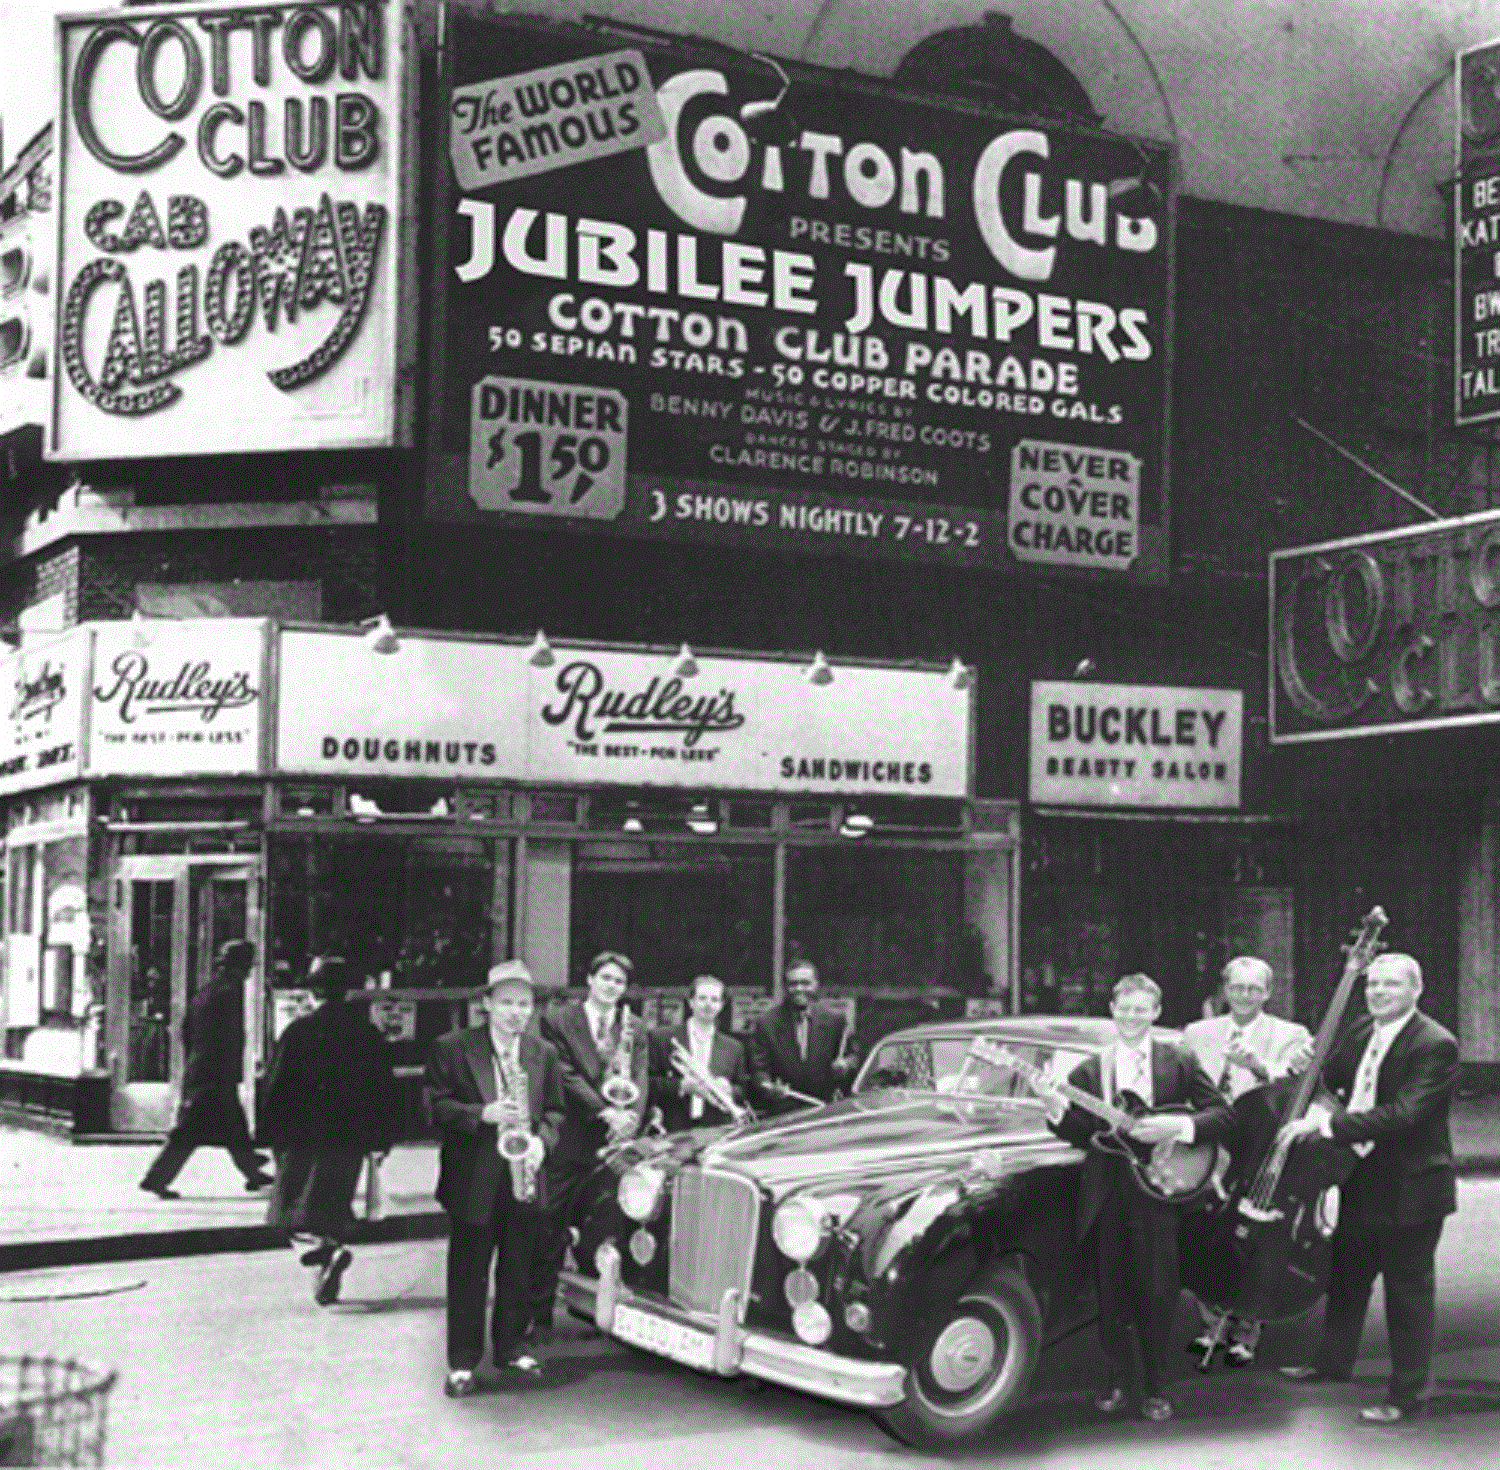 COTTON
CLUB
CAB
CALLOWAY
The WORLD
FAMOUS
COTTON CLUB
PRESENTS
JUBILEE JUMPERS
COTTON CLUB PARADE
50 SEPIAN STARS - 50 COPPER COLORED GALS
MUSIC & LYRICS BY
BENNY DAVIS & J. FRED COOTS
DANCES STAGED BY
CLARENCE ROBINSON
DINNER
$1.50
3 SHOWS NIGHTLY 7-12-2
NEVER
A
COVER
CHARGE
Rudley's
"THE BEST - FOR LESS"
DOUGHNUTS
Rudley's
"THE BEST - FOR LESS"
SANDWICHES
BUCKLEY
BEAUTY SALON